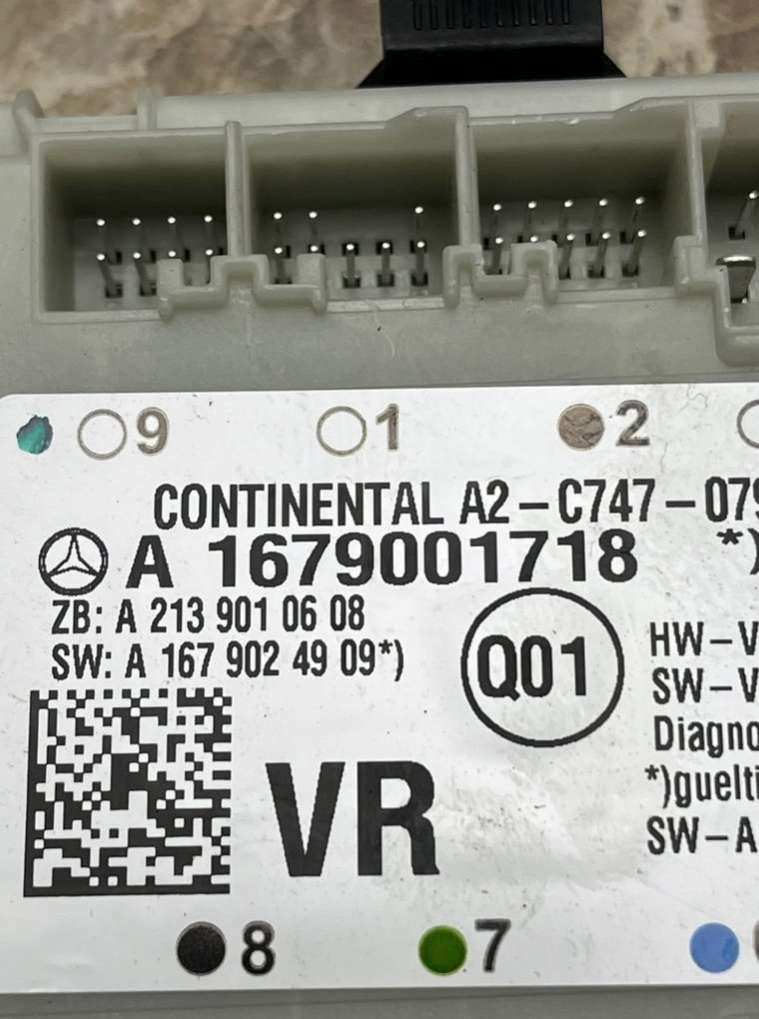 9 1 2
CONTINENTAL A2-C747-079
A 1679001718 *)
ZB: A 213 901 06 08
SW: A 167 902 49 09*)
Q01
HW-V
SW-V
Diagno
*)guelti
SW-A
VR
8 7